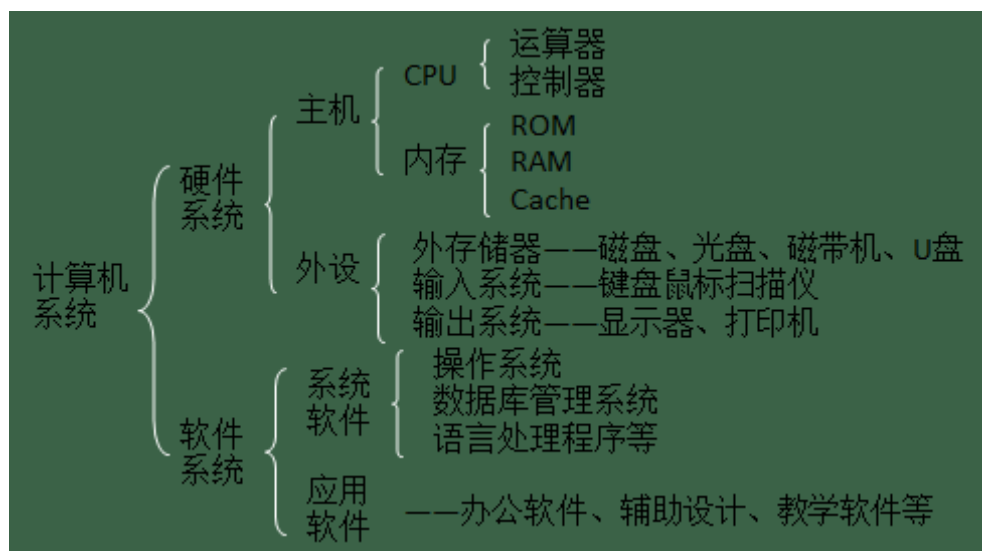 计算机
系统
硬件
系统
主机
CPU
运算器
控制器
内存
ROM
RAM
Cache
外设
外存储器——磁盘、光盘、磁带机、U盘
输入系统——键盘鼠标扫描仪
输出系统——显示器、打印机
软件
系统
系统
软件
操作系统
数据库管理系统
语言处理程序等
应用
软件
——办公软件、辅助设计、教学软件等